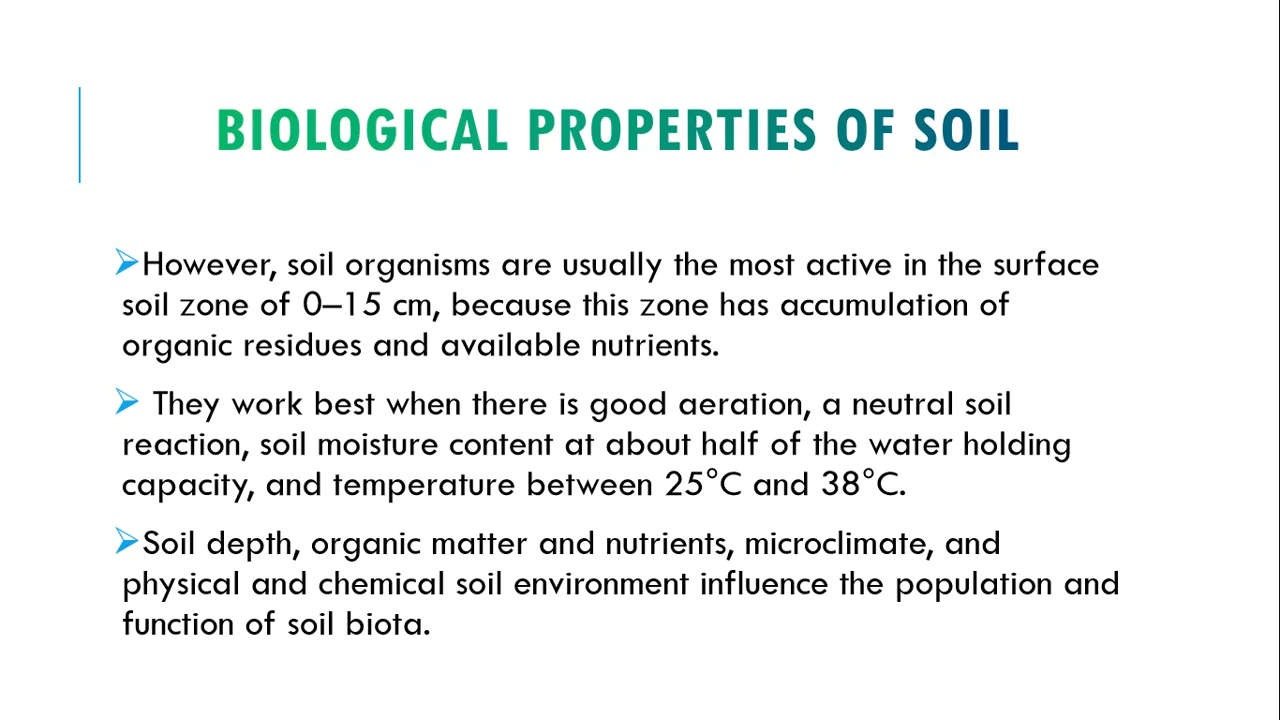 BIOLOGICAL PROPERTIES OF SOIL
➢However, soil organisms are usually the most active in the surface
soil zone of 0–15 cm, because this zone has accumulation of
organic residues and available nutrients.
➢ They work best when there is good aeration, a neutral soil
reaction, soil moisture content at about half of the water holding
capacity, and temperature between 25°C and 38°C.
➢Soil depth, organic matter and nutrients, microclimate, and
physical and chemical soil environment influence the population and
function of soil biota.